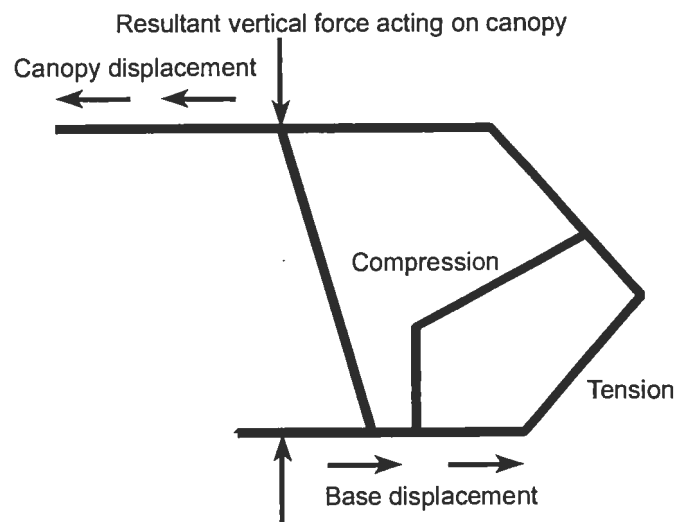 Resultant vertical force acting on canopy
Canopy displacement
Compression
Tension
Base displacement